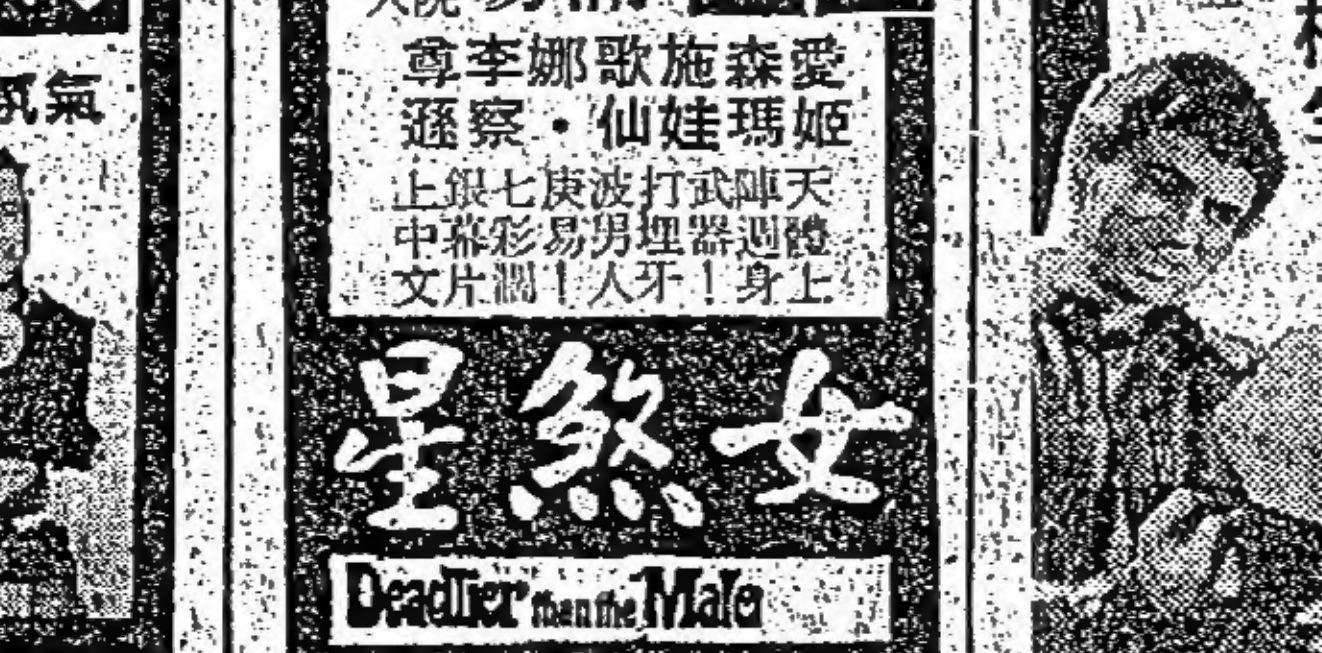 愛姬
森瑪
施娃
歌仙
娜・
李察
尊遜
天體上
陣週身
武器！
打埋牙
波男人
庚易！
七彩濶
銀幕片
上中文
女煞星
Deadlier than the Male
氣